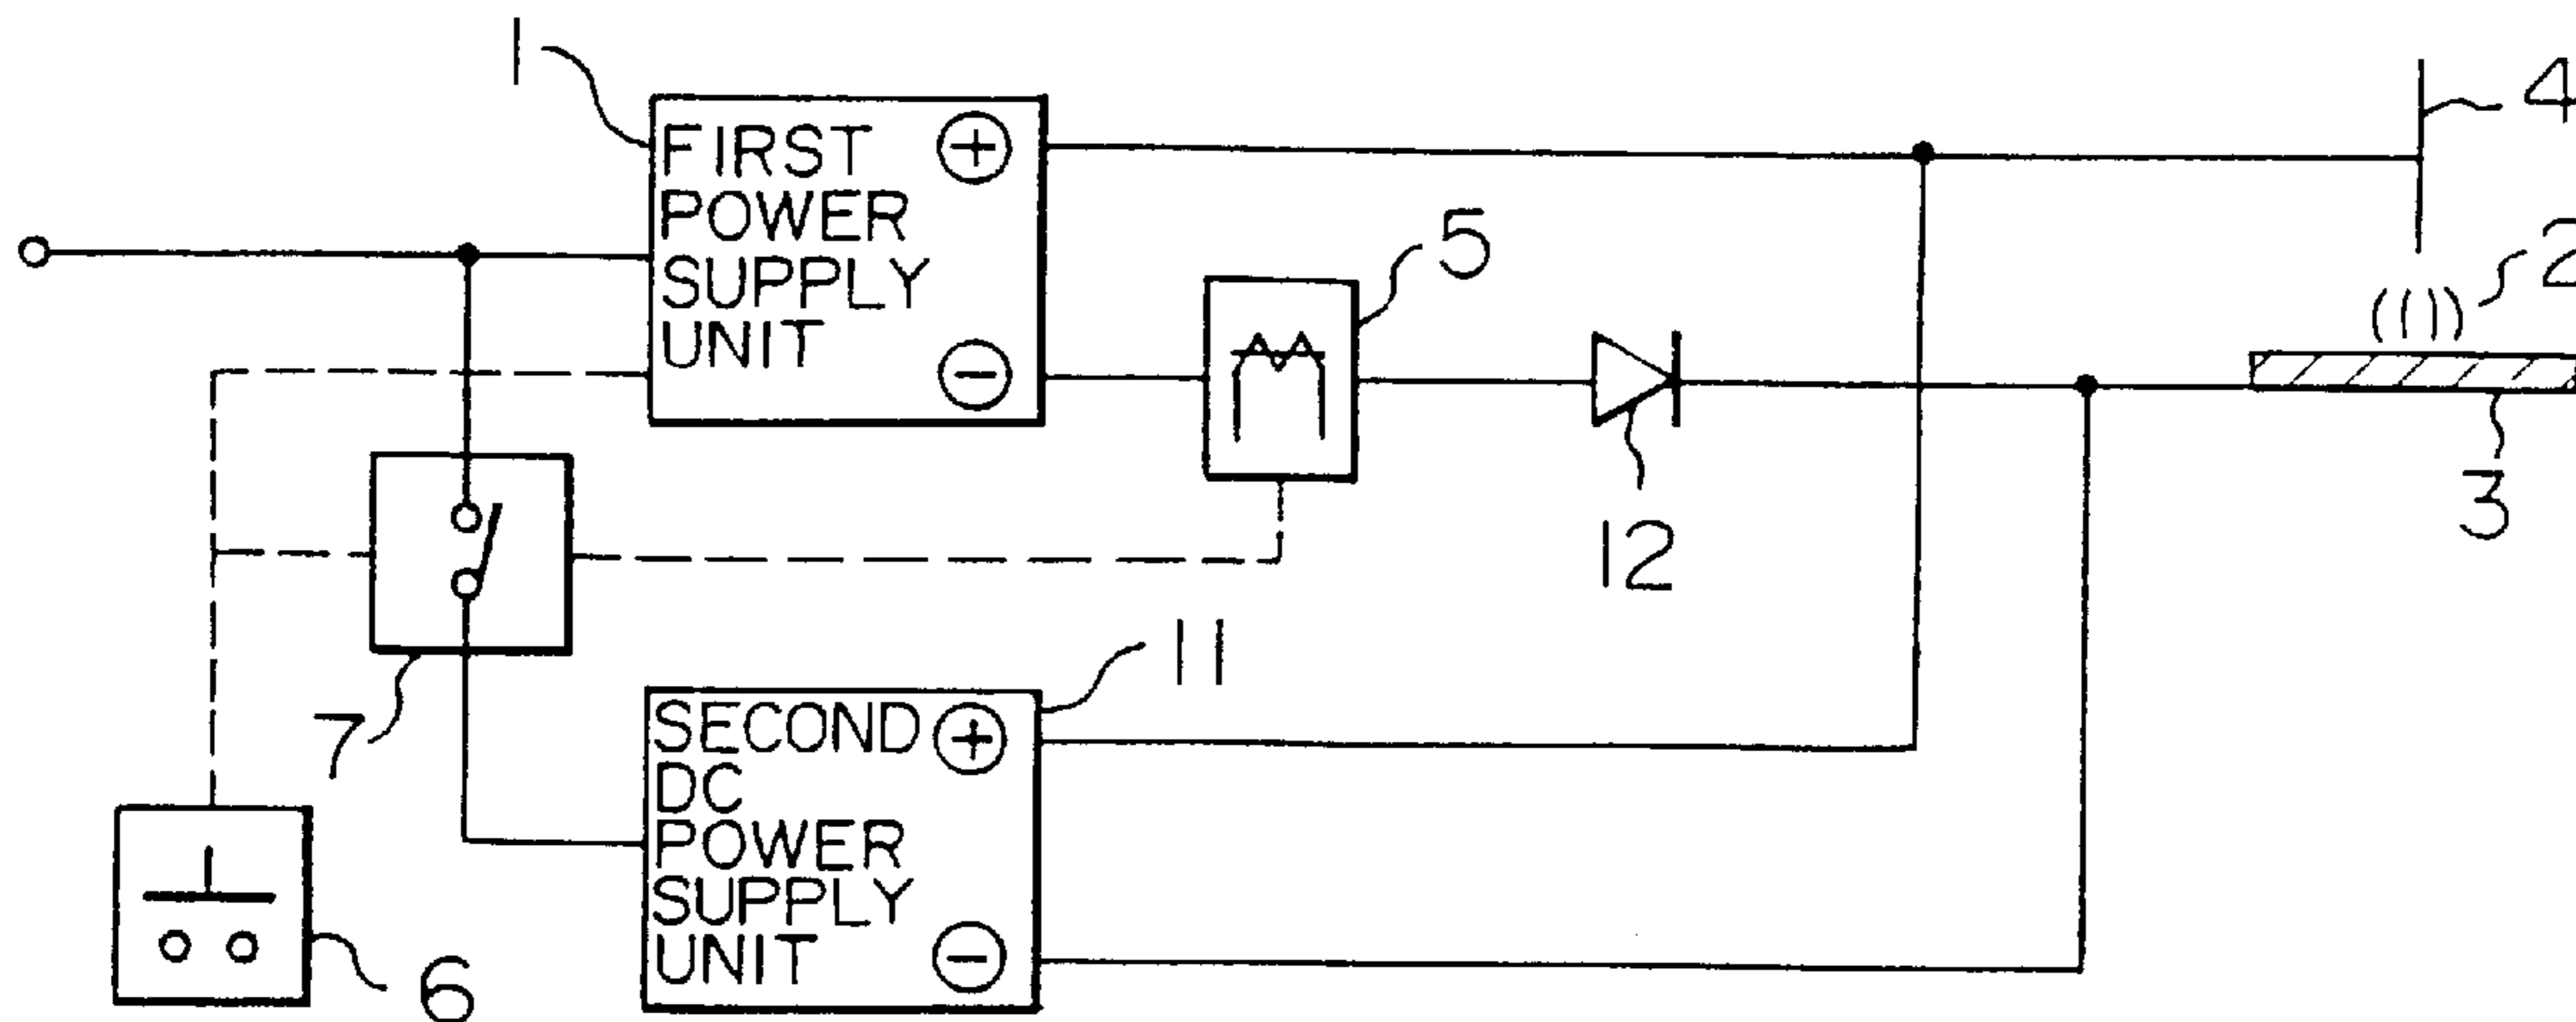 1
FIRST
POWER
SUPPLY
UNIT
+
−
5
12
4
2
3
7
11
SECOND
DC
POWER
SUPPLY
UNIT
+
−
6